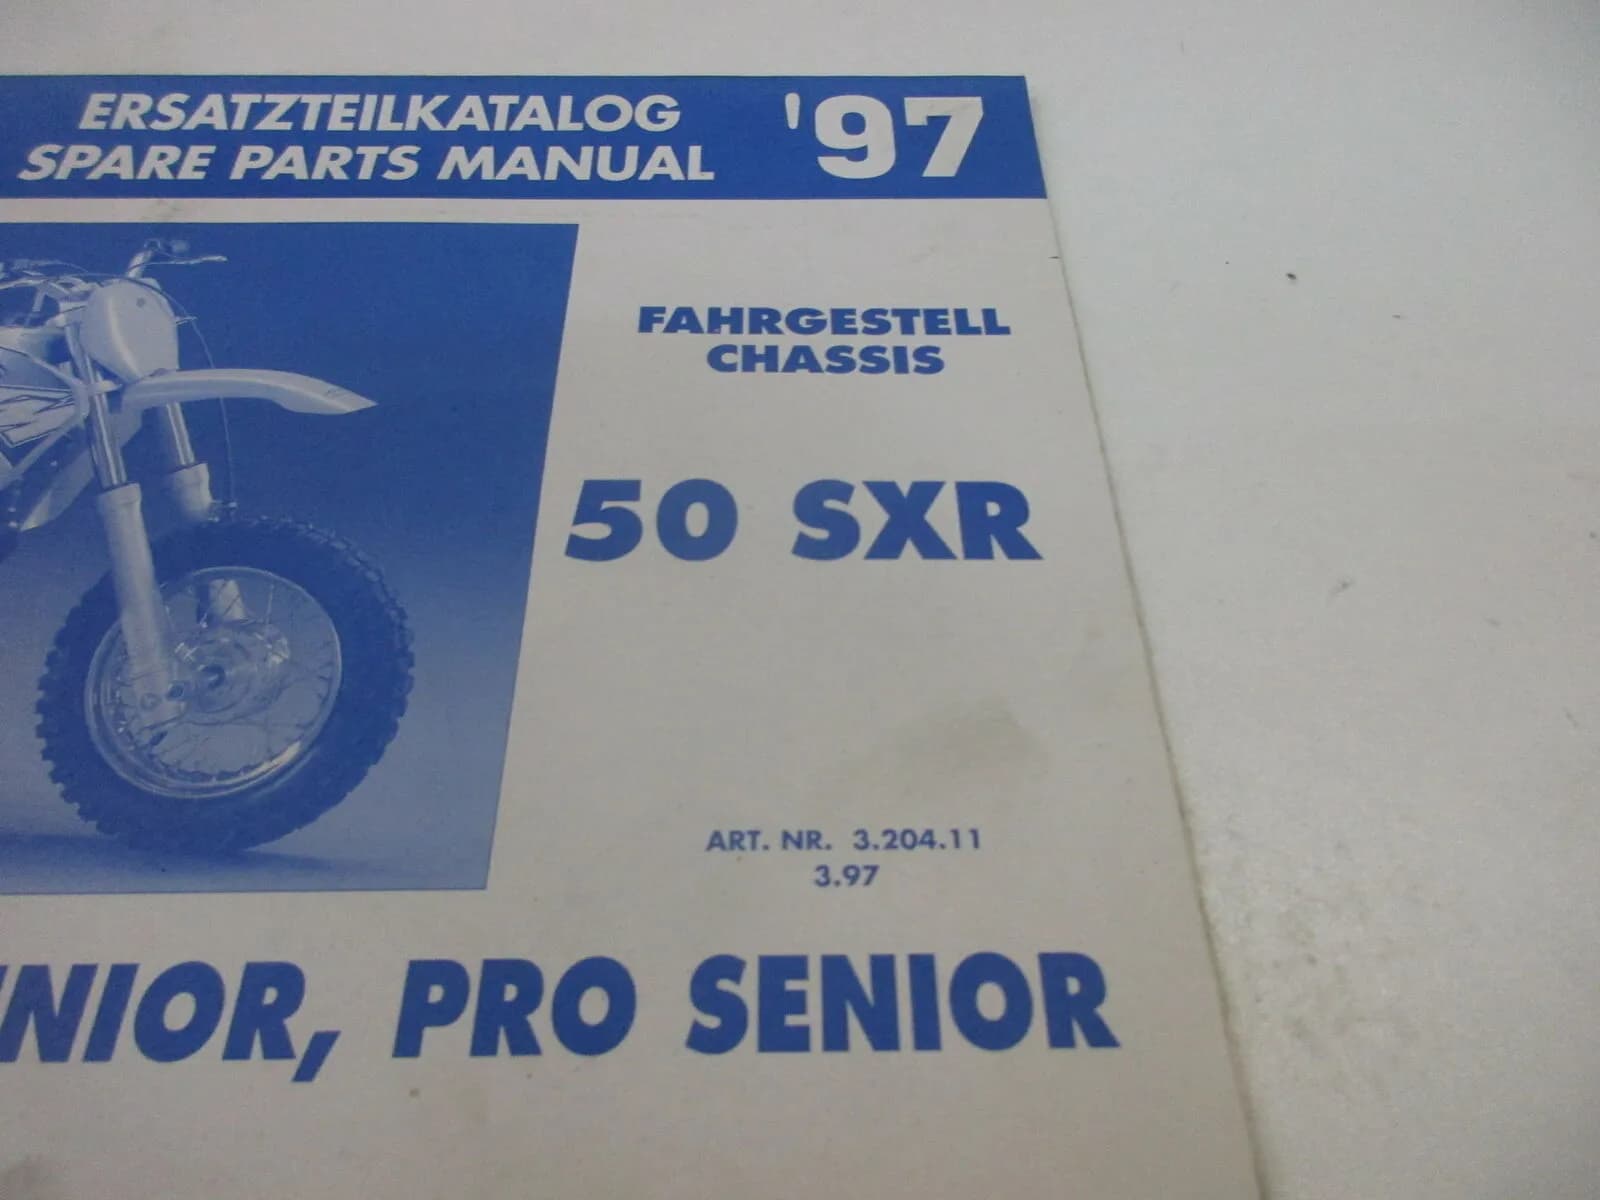 ERSATZTEILKATALOG '97
SPARE PARTS MANUAL
FAHRGESTELL
CHASSIS
50 SXR
ART. NR. 3.204.11
3.97
NIOR, PRO SENIOR